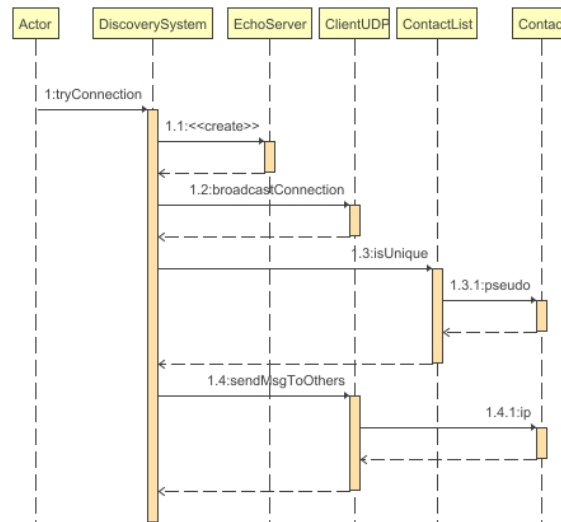 Actor
DiscoverySystem
EchoServer
ClientUDP
ContactList
Contac
1:tryConnection
1.1:<<create>>
1.2:broadcastConnection
1.3:isUnique
1.3.1:pseudo
1.4:sendMsgToOthers
1.4.1:ip